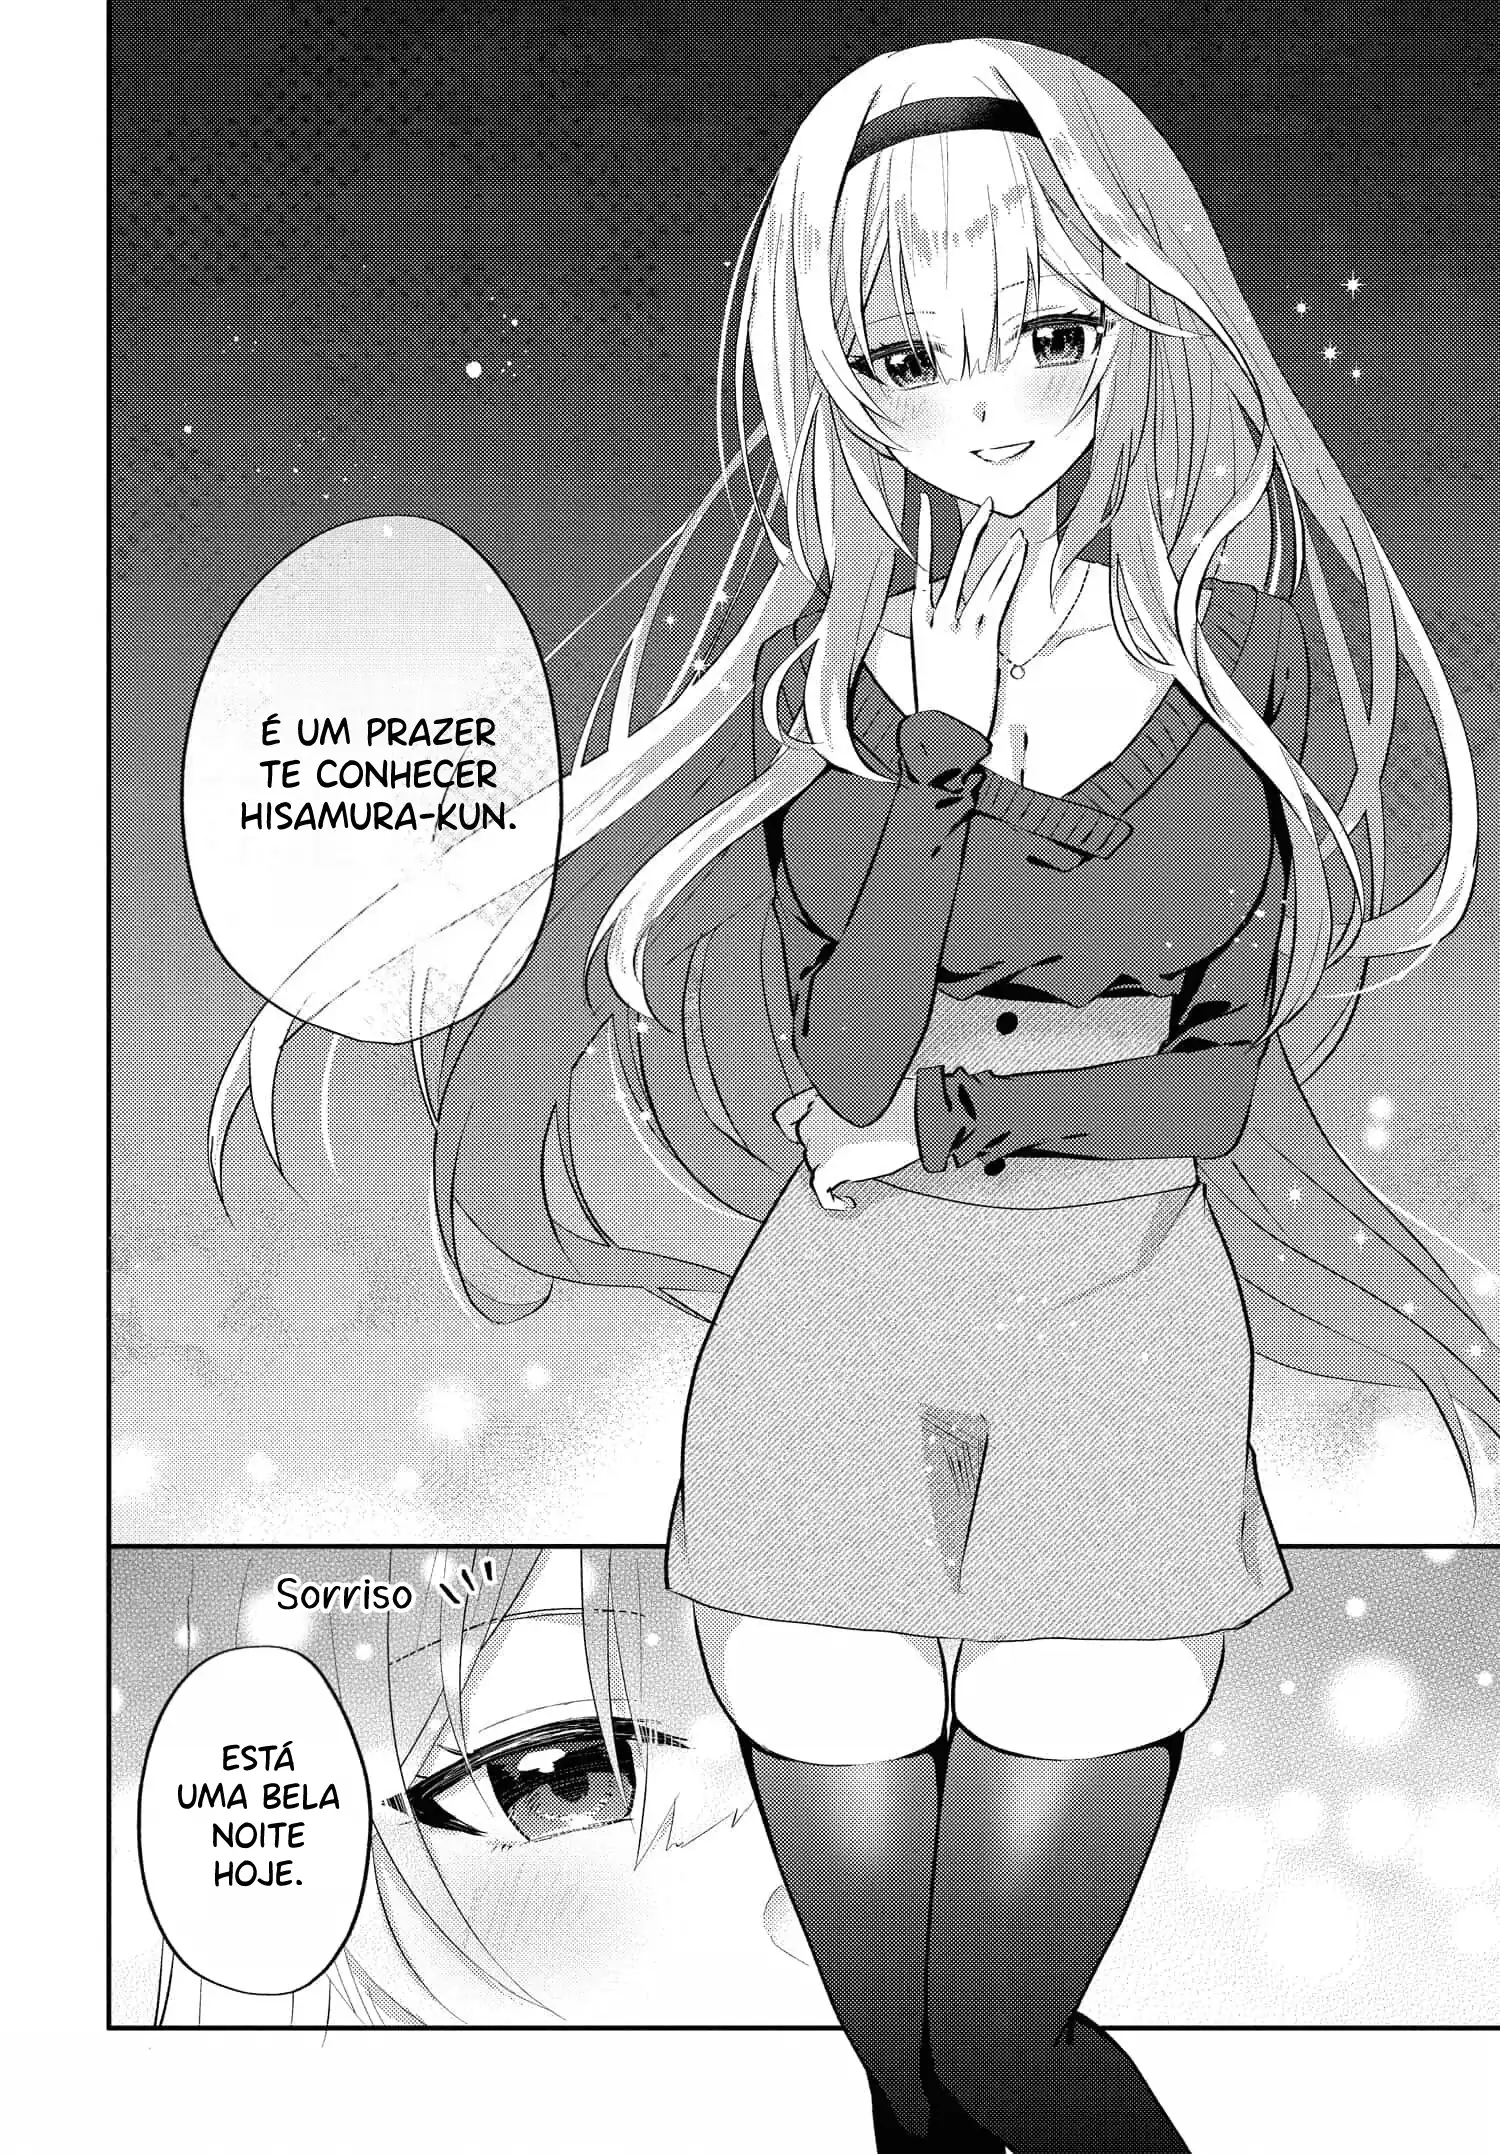 É UM PRAZER
TE CONHECER
HISAMURA-KUN.
Sorriso
ESTÁ
UMA BELA
NOITE
HOJE.